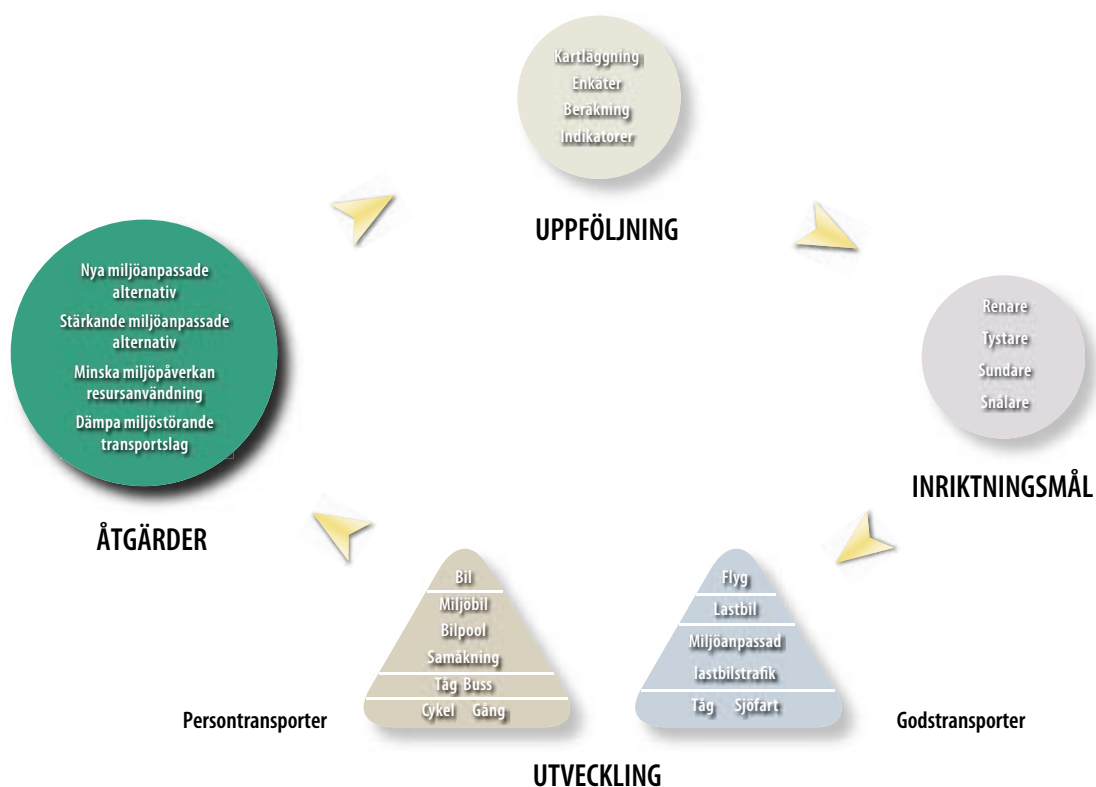 Kartläggning
Enkäter
Beräkning
Indikatorer
UPPFÖLJNING
Nya miljöanpassade
alternativ
Stärkande miljöanpassade
alternativ
Minska miljöpåverkan
resursanvändning
Dämpa miljöstörande
transportslag
ÅTGÄRDER
Renare
Tystare
Sundare
Snålare
INRIKTNINGSMÅL
Bil
Miljöbil
Bilpool
Samåkning
Tåg Buss
Cykel Gång
Persontransporter
Flyg
Lastbil
Miljöanpassad
lastbilstrafik
Tåg Sjöfart
Godstransporter
UTVECKLING